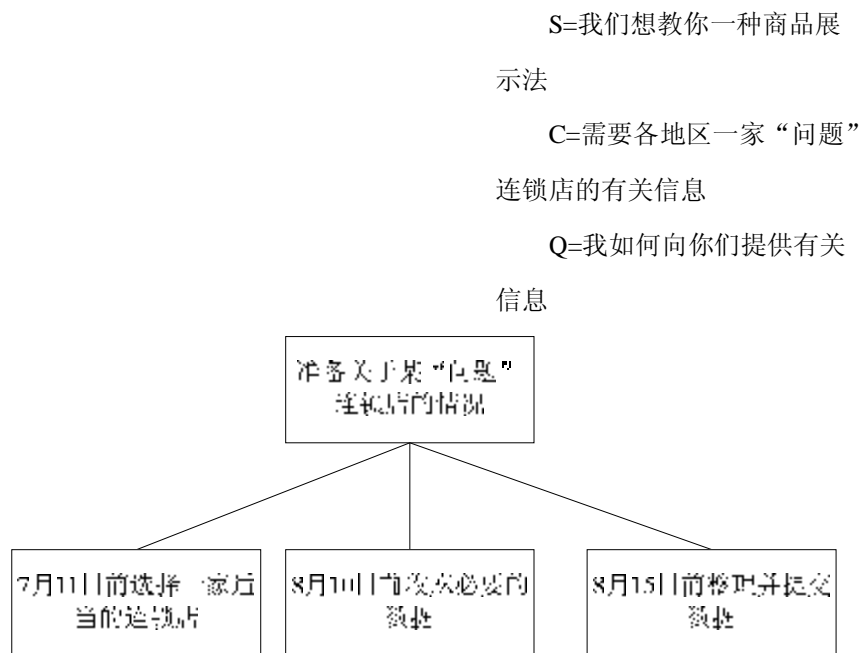 S=我们想教你一种商品展
示法
C=需要各地区一家“问题”
连锁店的有关信息
Q=我如何向你们提供有关
信息
准备关于某“问题”
连锁店的情况
7月11日前选择一家适
当的连锁店
8月10日前收必要的
数据
8月15日前整理并提交
数据